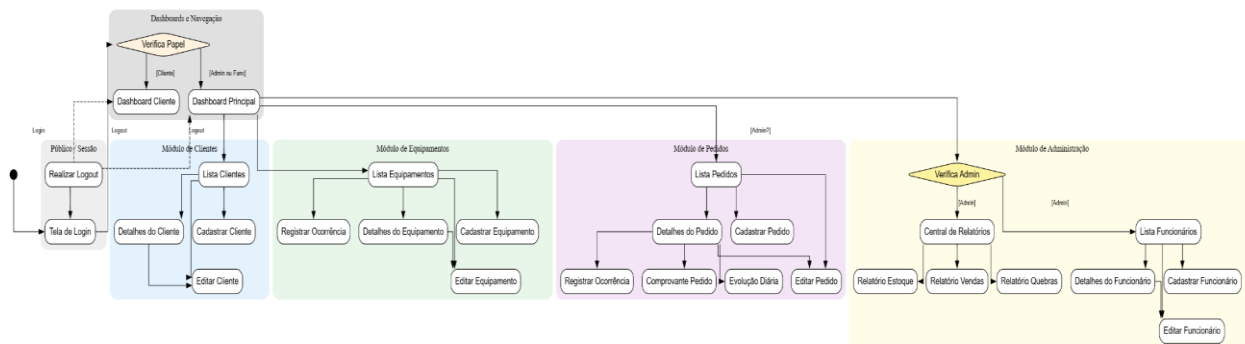 Dashboards e Navegação
Verifica Papel
[Cliente]
[Admin ou Func]
Dashboard Cliente
Dashboard Principal
Login
Logout
Logout
[Admin?]
Público / Sessão
Módulo de Clientes
Módulo de Equipamentos
Módulo de Pedidos
Módulo de Administração
Realizar Logout
Lista Clientes
Lista Equipamentos
Lista Pedidos
Verifica Admin
[Admin]
[Admin]
Tela de Login
Detalhes do Cliente
Cadastrar Cliente
Registrar Ocorrência
Detalhes do Equipamento
Cadastrar Equipamento
Detalhes do Pedido
Cadastrar Pedido
Central de Relatórios
Lista Funcionários
Editar Cliente
Editar Equipamento
Registrar Ocorrência
Comprovante Pedido
Evolução Diária
Editar Pedido
Relatório Estoque
Relatório Vendas
Relatório Quebras
Detalhes do Funcionário
Cadastrar Funcionário
Editar Funcionário